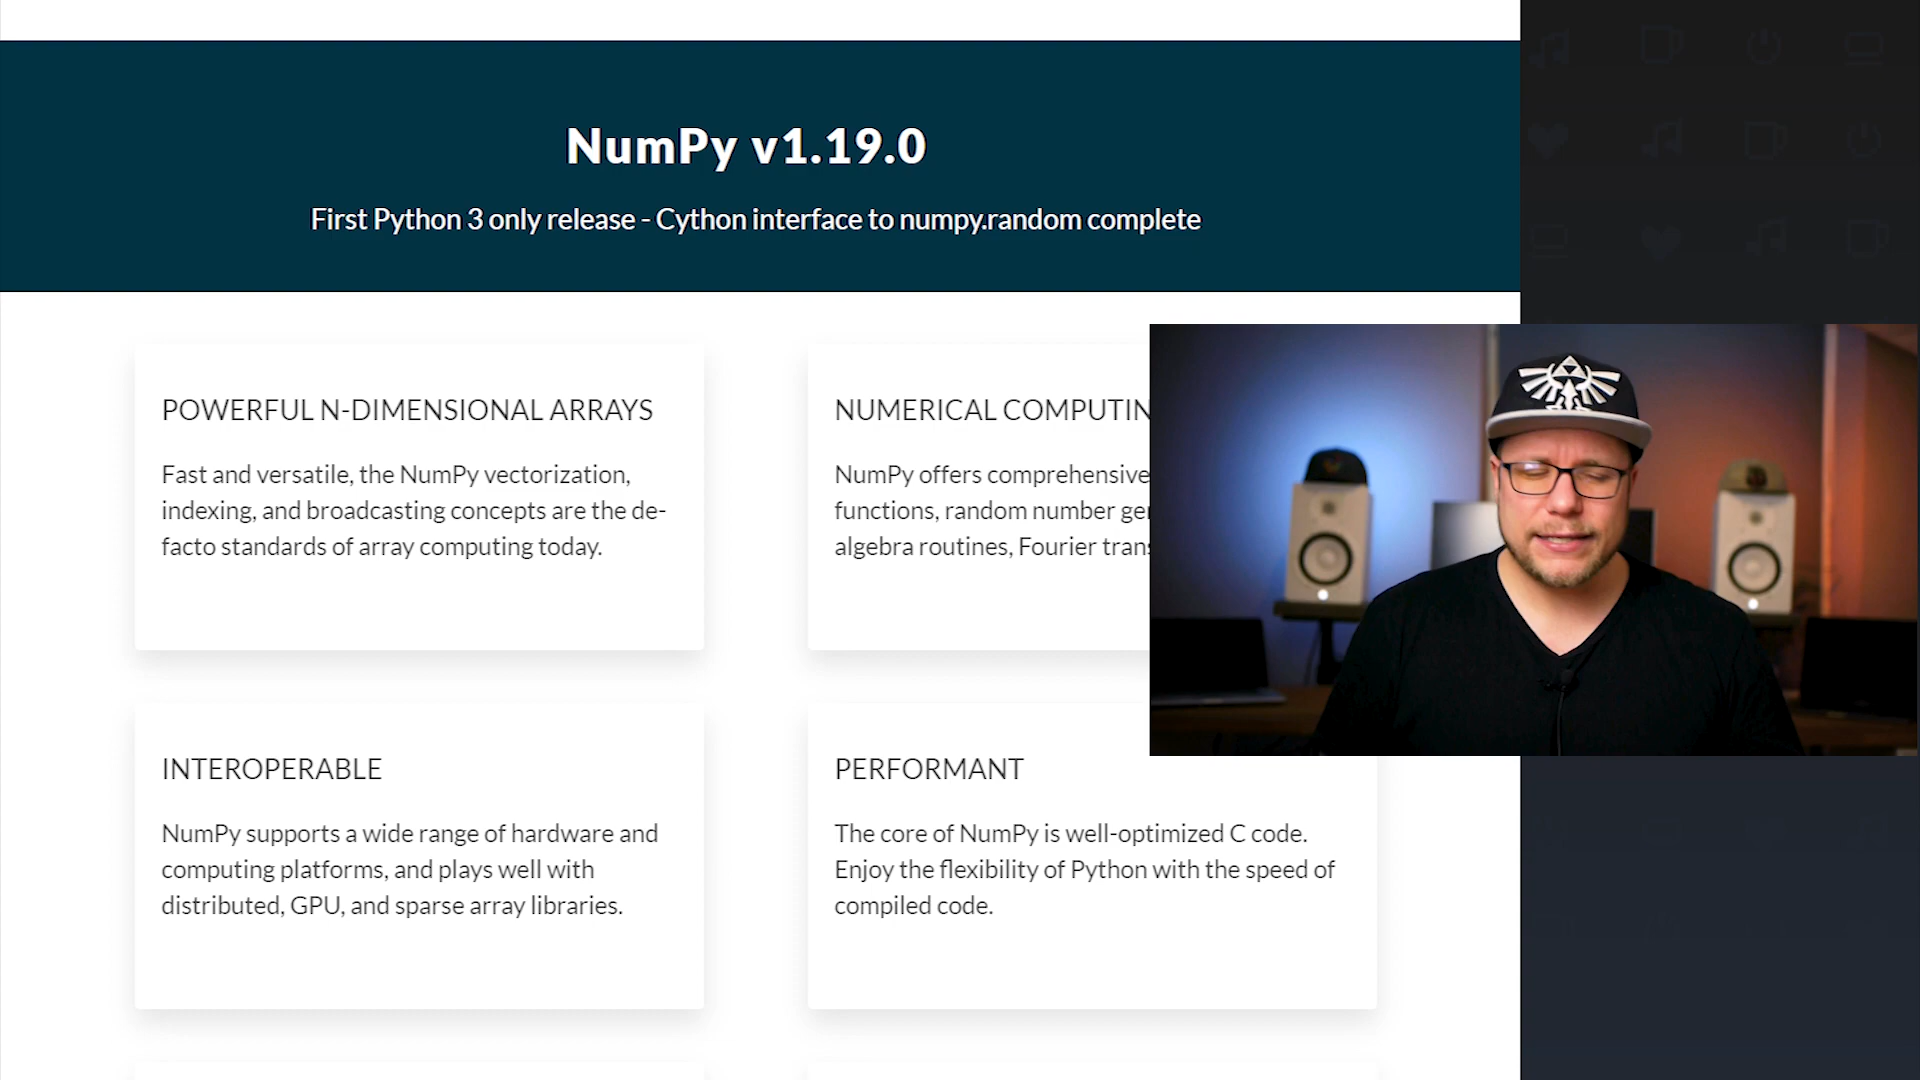 NumPy v1.19.0
First Python 3 only release - Cython interface to numpy.random complete
POWERFUL N-DIMENSIONAL ARRAYS
Fast and versatile, the NumPy vectorization,
indexing, and broadcasting concepts are the de-
facto standards of array computing today.
NUMERICAL
NumPy offers comprehensive
functions, random number
algebra routines, Fourier
INTEROPERABLE
NumPy supports a wide range of hardware and
computing platforms, and plays well with
distributed, GPU, and sparse array libraries.
PERFORMANT
The core of NumPy is well-optimized C code.
Enjoy the flexibility of Python with the speed of
compiled code.